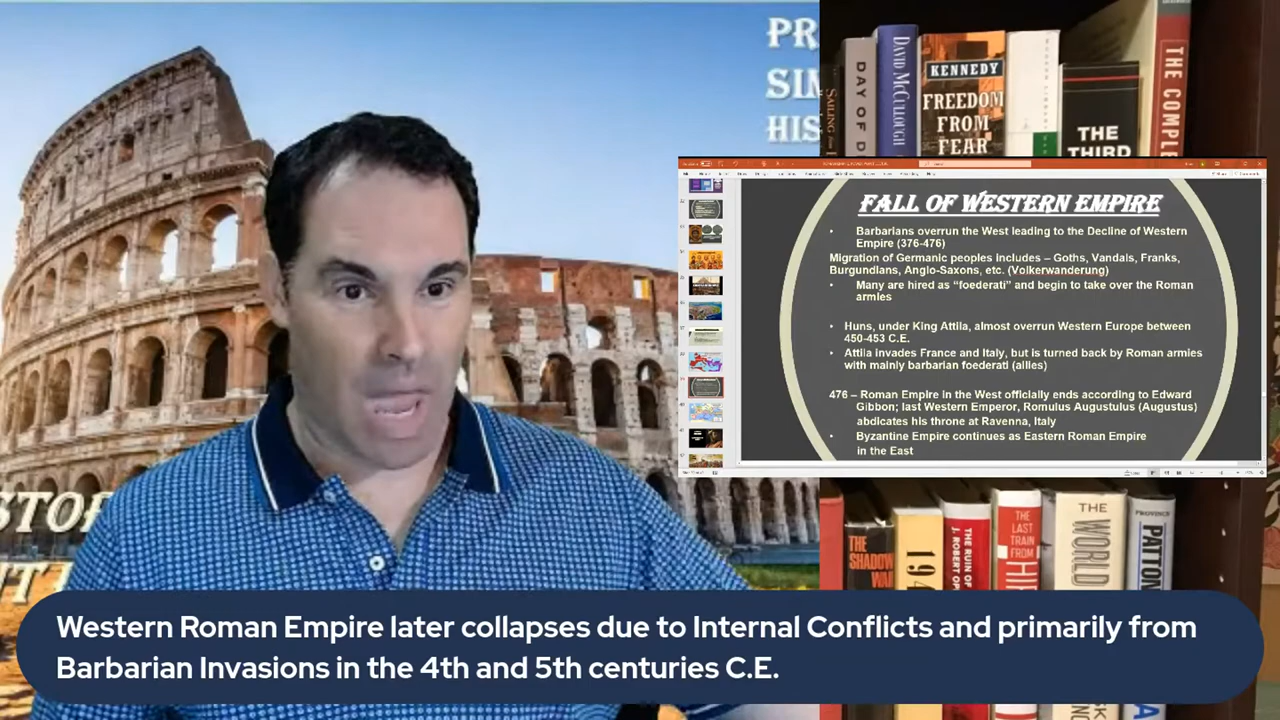 PR
SIM
HIS
STOR
SAILING
DAY OF D
DAVID McCULLOUGH
KENNEDY
FREEDOM
FROM
FEAR
THE
THIRD
THE COMPLE
FALL OF WESTERN EMPIRE
• Barbarians overrun the West leading to the Decline of Western
Empire (376-476)
Migration of Germanic peoples includes – Goths, Vandals, Franks,
Burgundians, Anglo-Saxons, etc. (Volkerwanderung)
• Many are hired as “foederati” and begin to take over the Roman
armies
• Huns, under King Attila, almost overrun Western Europe between
450-453 C.E.
• Attila invades France and Italy, but is turned back by Roman armies
with mainly barbarian foederati (allies)
476 – Roman Empire in the West officially ends according to Edward
Gibbon; last Western Emperor, Romulus Augustulus (Augustus)
abdicates his throne at Ravenna, Italy
• Byzantine Empire continues as Eastern Roman Empire
in the East
THE
SHADOW
WAR
194
THE RUIN OF
J. ROBERT OP
THE
LAST
TRAIN
FROM
HI
THE
WORLD
PROVINCE
PATTON
Western Roman Empire later collapses due to Internal Conflicts and primarily from
Barbarian Invasions in the 4th and 5th centuries C.E.